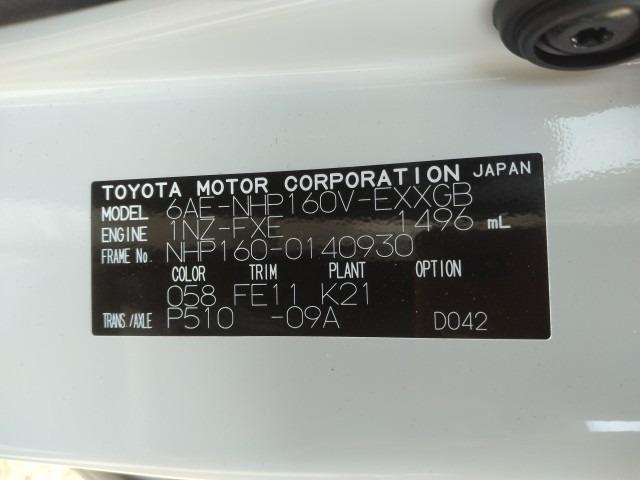 TOYOTA MOTOR CORPORATION JAPAN
MODEL 6AE-NHP160V-EXXGB
ENGINE 1NZ-FXE 1496 mL
FRAME No. NHP160-0140930
COLOR TRIM PLANT OPTION
058 FE11 K21
TRANS./AXLE P510 -09A D042